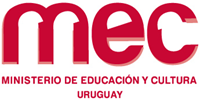 mec
MINISTERIO DE EDUCACIÓN Y CULTURA
URUGUAY